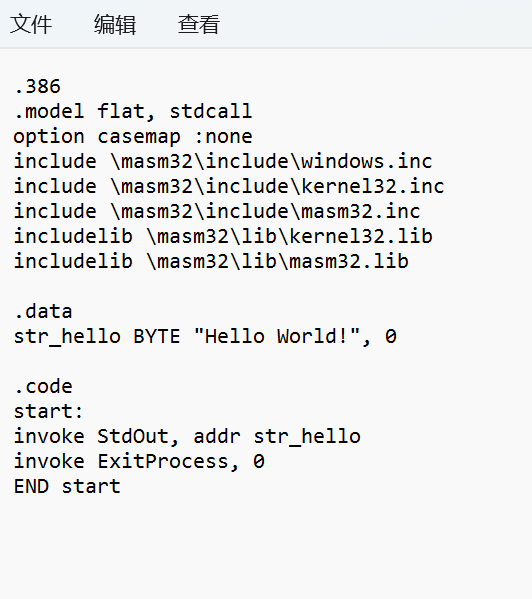 文件 编辑 查看
.386
.model flat, stdcall
option casemap :none
include \masm32\include\windows.inc
include \masm32\include\kernel32.inc
include \masm32\include\masm32.inc
includelib \masm32\lib\kernel32.lib
includelib \masm32\lib\masm32.lib
.data
str_hello BYTE "Hello World!", 0
.code
start:
invoke StdOut, addr str_hello
invoke ExitProcess, 0
END start